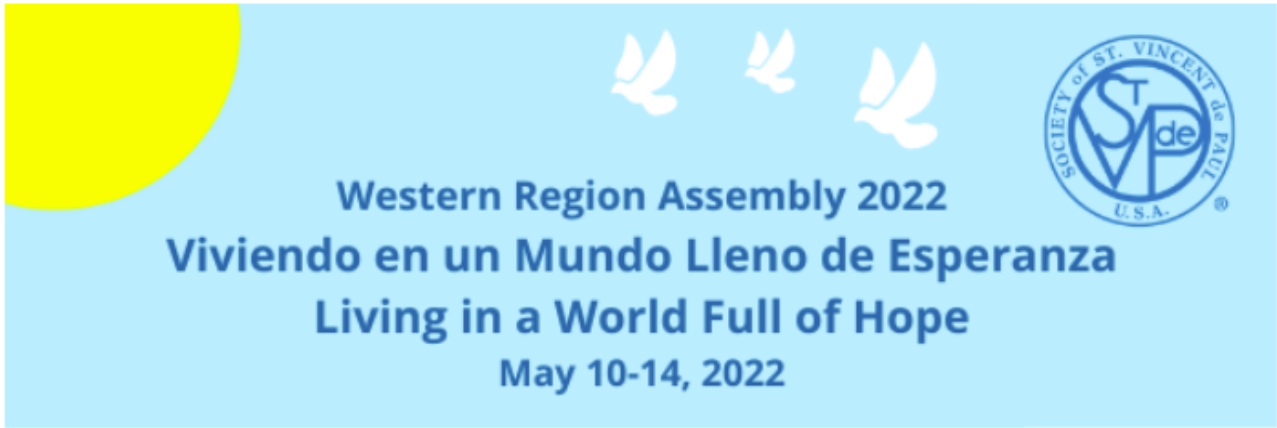 Western Region Assembly 2022
Viviendo en un Mundo Lleno de Esperanza
Living in a World Full of Hope
May 10-14, 2022
SOCIETY of ST. VINCENT de PAUL
ST
V de P
U.S.A.
®